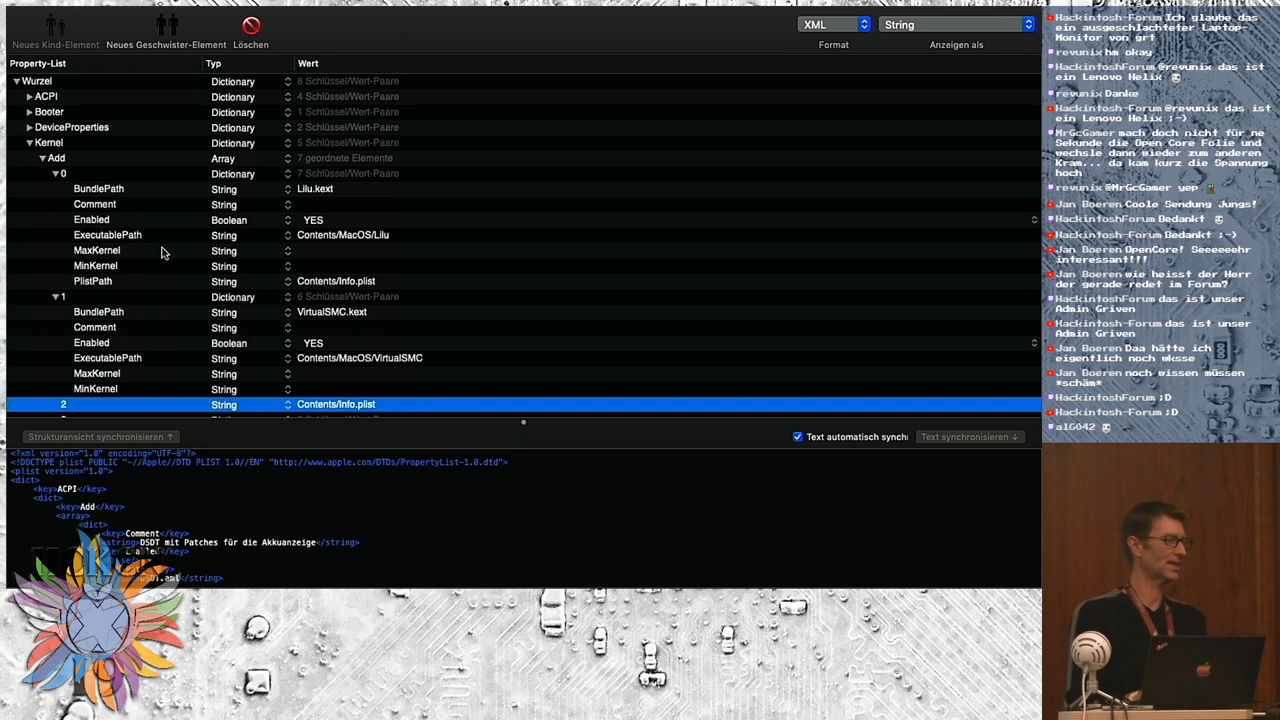 Neues Kind-Element
Neues Geschwister-Element
Löschen
XML
Format
String
Anzeigen als
Property-List Typ Wert
Wurzel Dictionary 8 Schlüssel/Wert-Paare
ACPI Dictionary 4 Schlüssel/Wert-Paare
Booter Dictionary 1 Schlüssel/Wert-Paare
DeviceProperties Dictionary 2 Schlüssel/Wert-Paare
Kernel Dictionary 5 Schlüssel/Wert-Paare
Add Array 7 geordnete Elemente
0 Dictionary 7 Schlüssel/Wert-Paare
BundlePath String Lilu.kext
Comment String
Enabled Boolean YES
ExecutablePath String Contents/MacOS/Lilu
MaxKernel String
MinKernel String
PlistPath String Contents/Info.plist
1 Dictionary 6 Schlüssel/Wert-Paare
BundlePath String VirtualSMC.kext
Comment String
Enabled Boolean YES
ExecutablePath String Contents/MacOS/VirtualSMC
MaxKernel String
MinKernel String
2 String Contents/Info.plist
Strukturansicht synchronisieren ↑
Text automatisch synchr
Text synchronisieren ↓
<?xml version="1.0" encoding="UTF-8"?>
<!DOCTYPE plist PUBLIC "-//Apple//DTD PLIST 1.0//EN" "http://www.apple.com/DTDs/PropertyList-1.0.dtd">
<plist version="1.0">
<dict>
<key>ACPI</key>
<dict>
<key>Add</key>
<array>
<dict>
<key>Comment</key>
string>DSDT mit Patches für die Akkuanzeige</string>
Enabled</key>
DSDT.aml</string>
Hackintosh-Forum Ich glaube das
ein ausgeschlachteter Laptop-
Monitor von grt
revunix hm okay
HackintoshForum @revunix das ist
ein Lenovo Helix
revunix Danke
Hackintosh-Forum @revunix das ist
ein Lenovo Helix ;-)
MrGcGamer mach doch nicht für ne
Sekunde die Open Core Folie und
wechsle dann wieder zum anderen
Kram... da kam kurz die Spannung
hoch
revunix @MrGcGamer yep
Jan Boeren Coole Sendung Jungs!
HackintoshForum Bedankt
Hackintosh-Forum Bedankt ;-)
Jan Boeren OpenCore! Seeeeeehr
interessant!!!
Jan Boeren wie heisst der Herr
der gerade redet im Forum?
HackintoshForum das ist unser
Admin Griven
Hackintosh-Forum das ist unser
Admin Griven
Jan Boeren Daa hätte ich
eigentlich noch wksse
Jan Boeren noch wissen müssen
*schäm*
HackintoshForum ;D
Hackintosh-Forum ;D
al6042